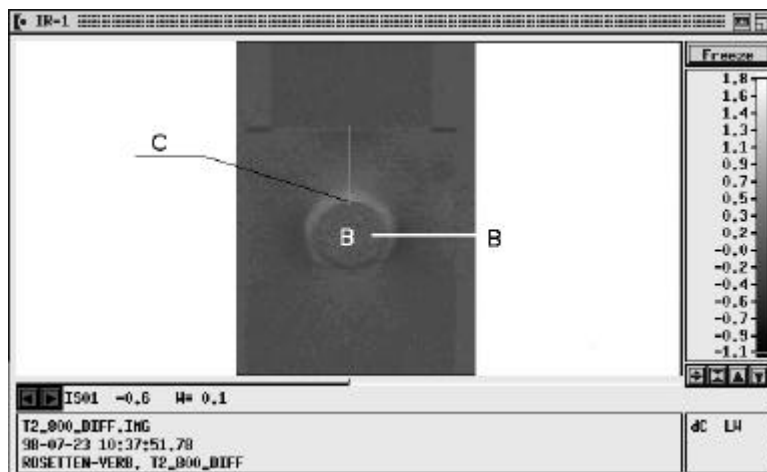 IR-1
Freeze
1.8
1.6
1.4
1.3
1.1
0.9
0.7
0.5
0.3
0.2
-0.0
-0.2
-0.4
-0.6
-0.7
-0.9
-1.1
C
B
B
ISO1 -0.6 W= 0.1
T2_800_DIFF.IMG
98-07-23 10:37:51.78
ROSETTEN-VERB, T2_800_DIFF
dC LW